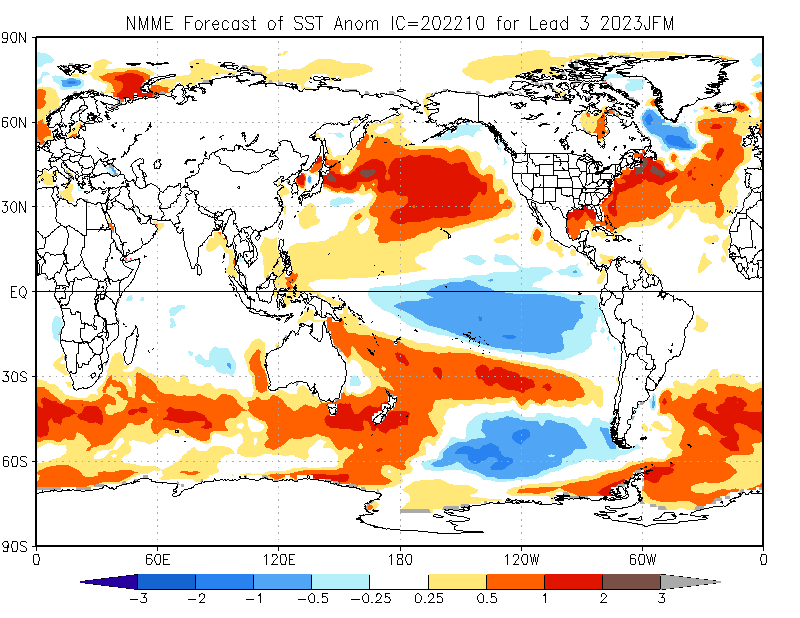 NMME Forecast of SST Anom IC=202210 for Lead 3 2023JFM
90N
60N
30N
EQ
30S
60S
90S
0 60E 120E 180 120W 60W 0
-3 -2 -1 -0.5 -0.25 0.25 0.5 1 2 3